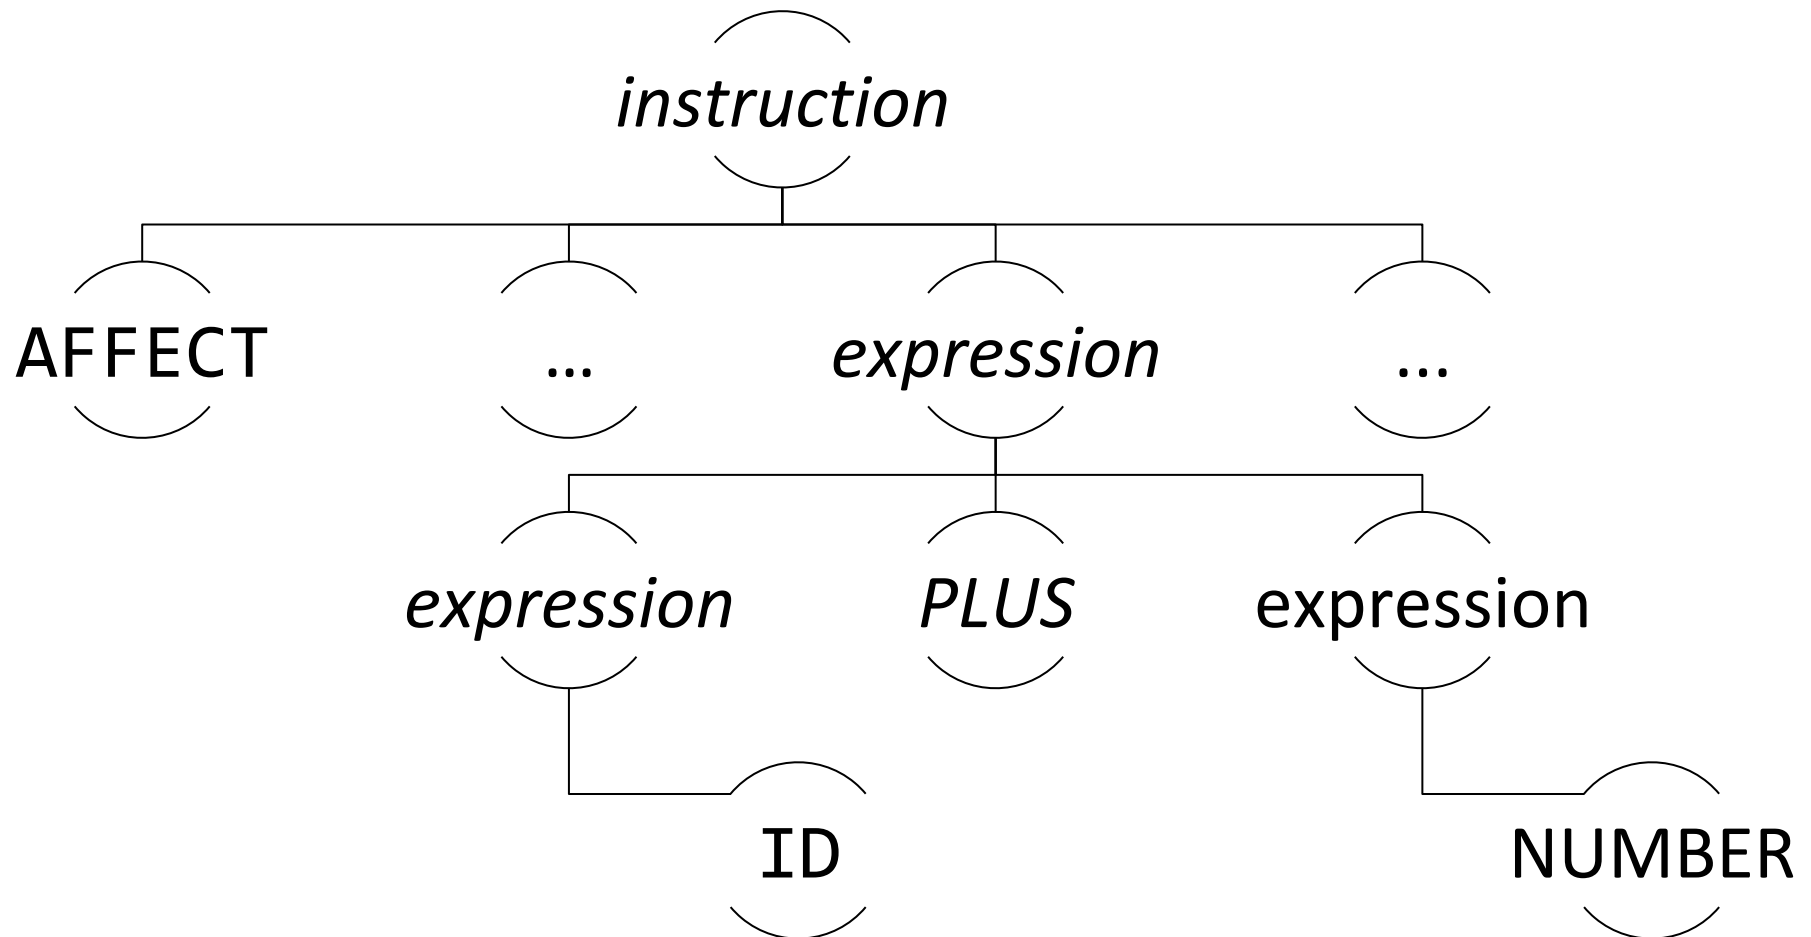 instruction
AFFECT
...
expression
...
expression
PLUS
expression
ID
NUMBER